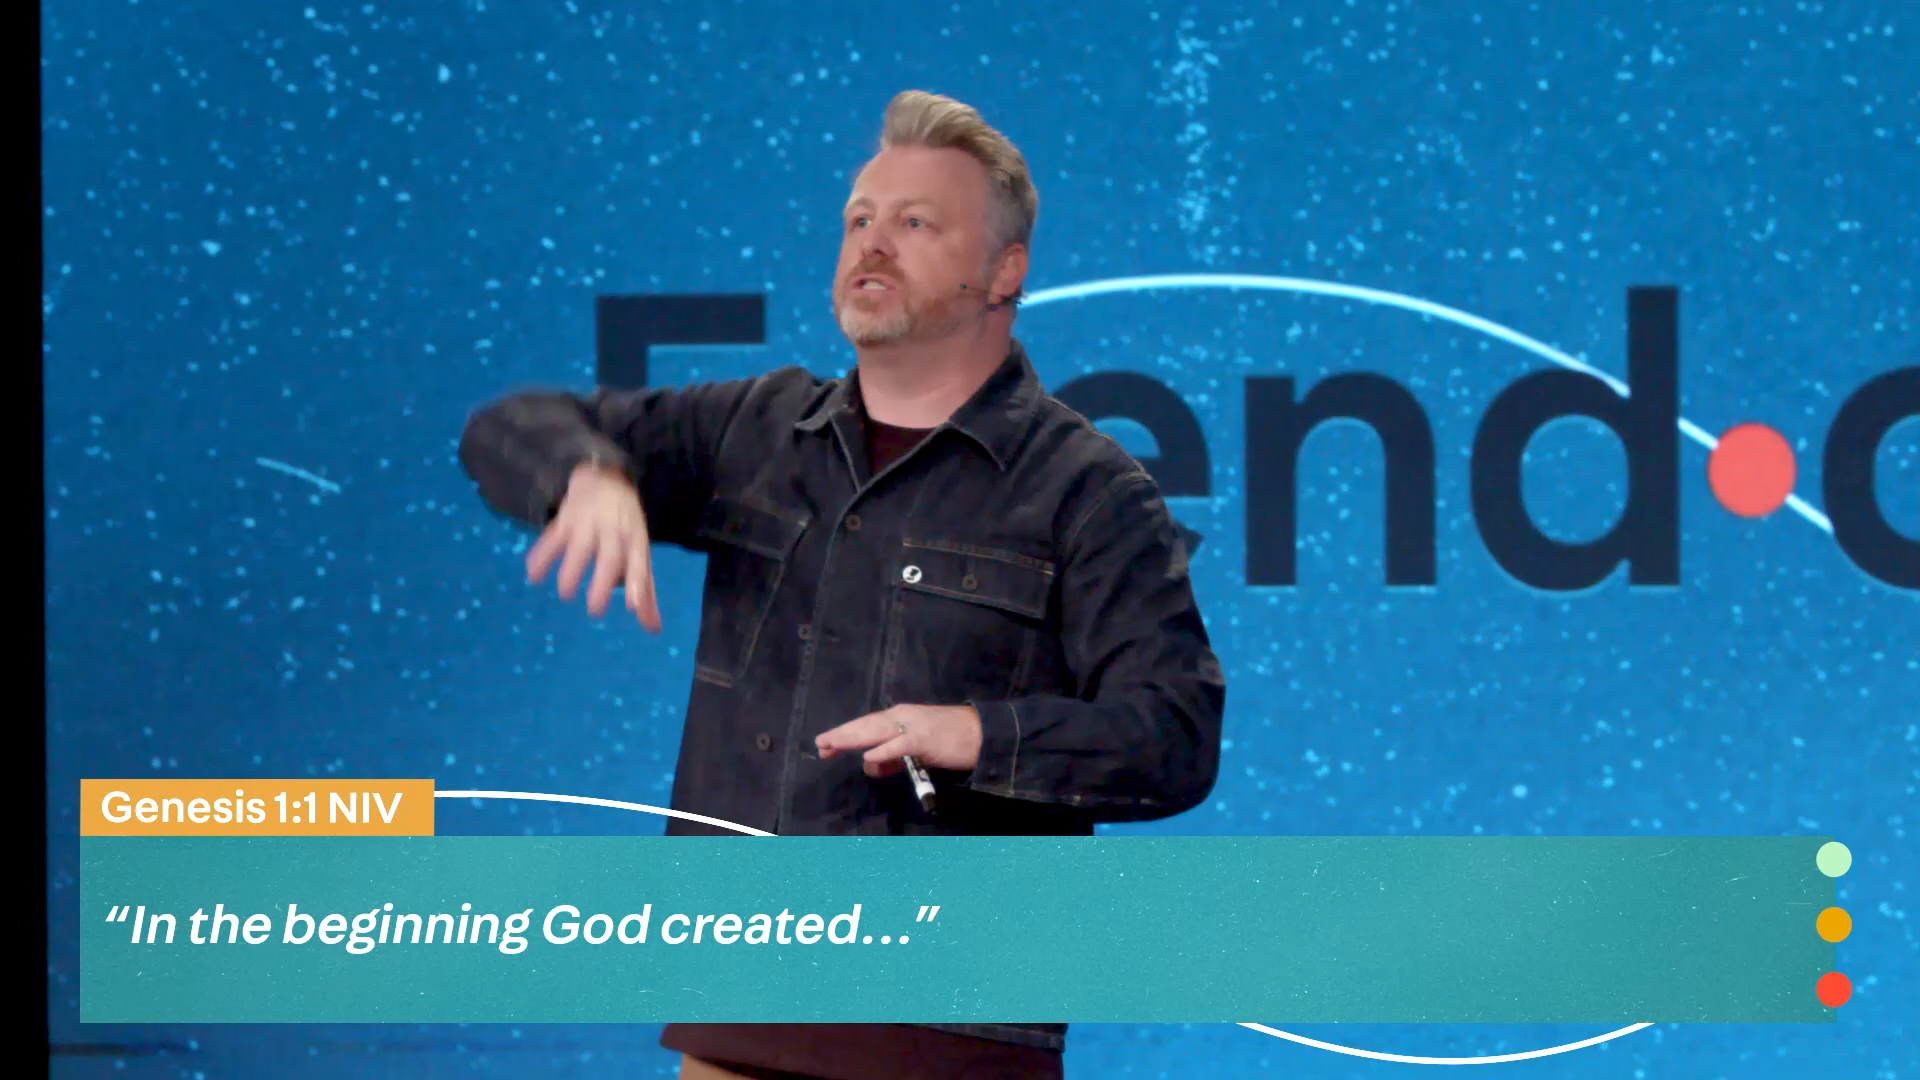 end
Genesis 1:1 NIV
“In the beginning God created...”